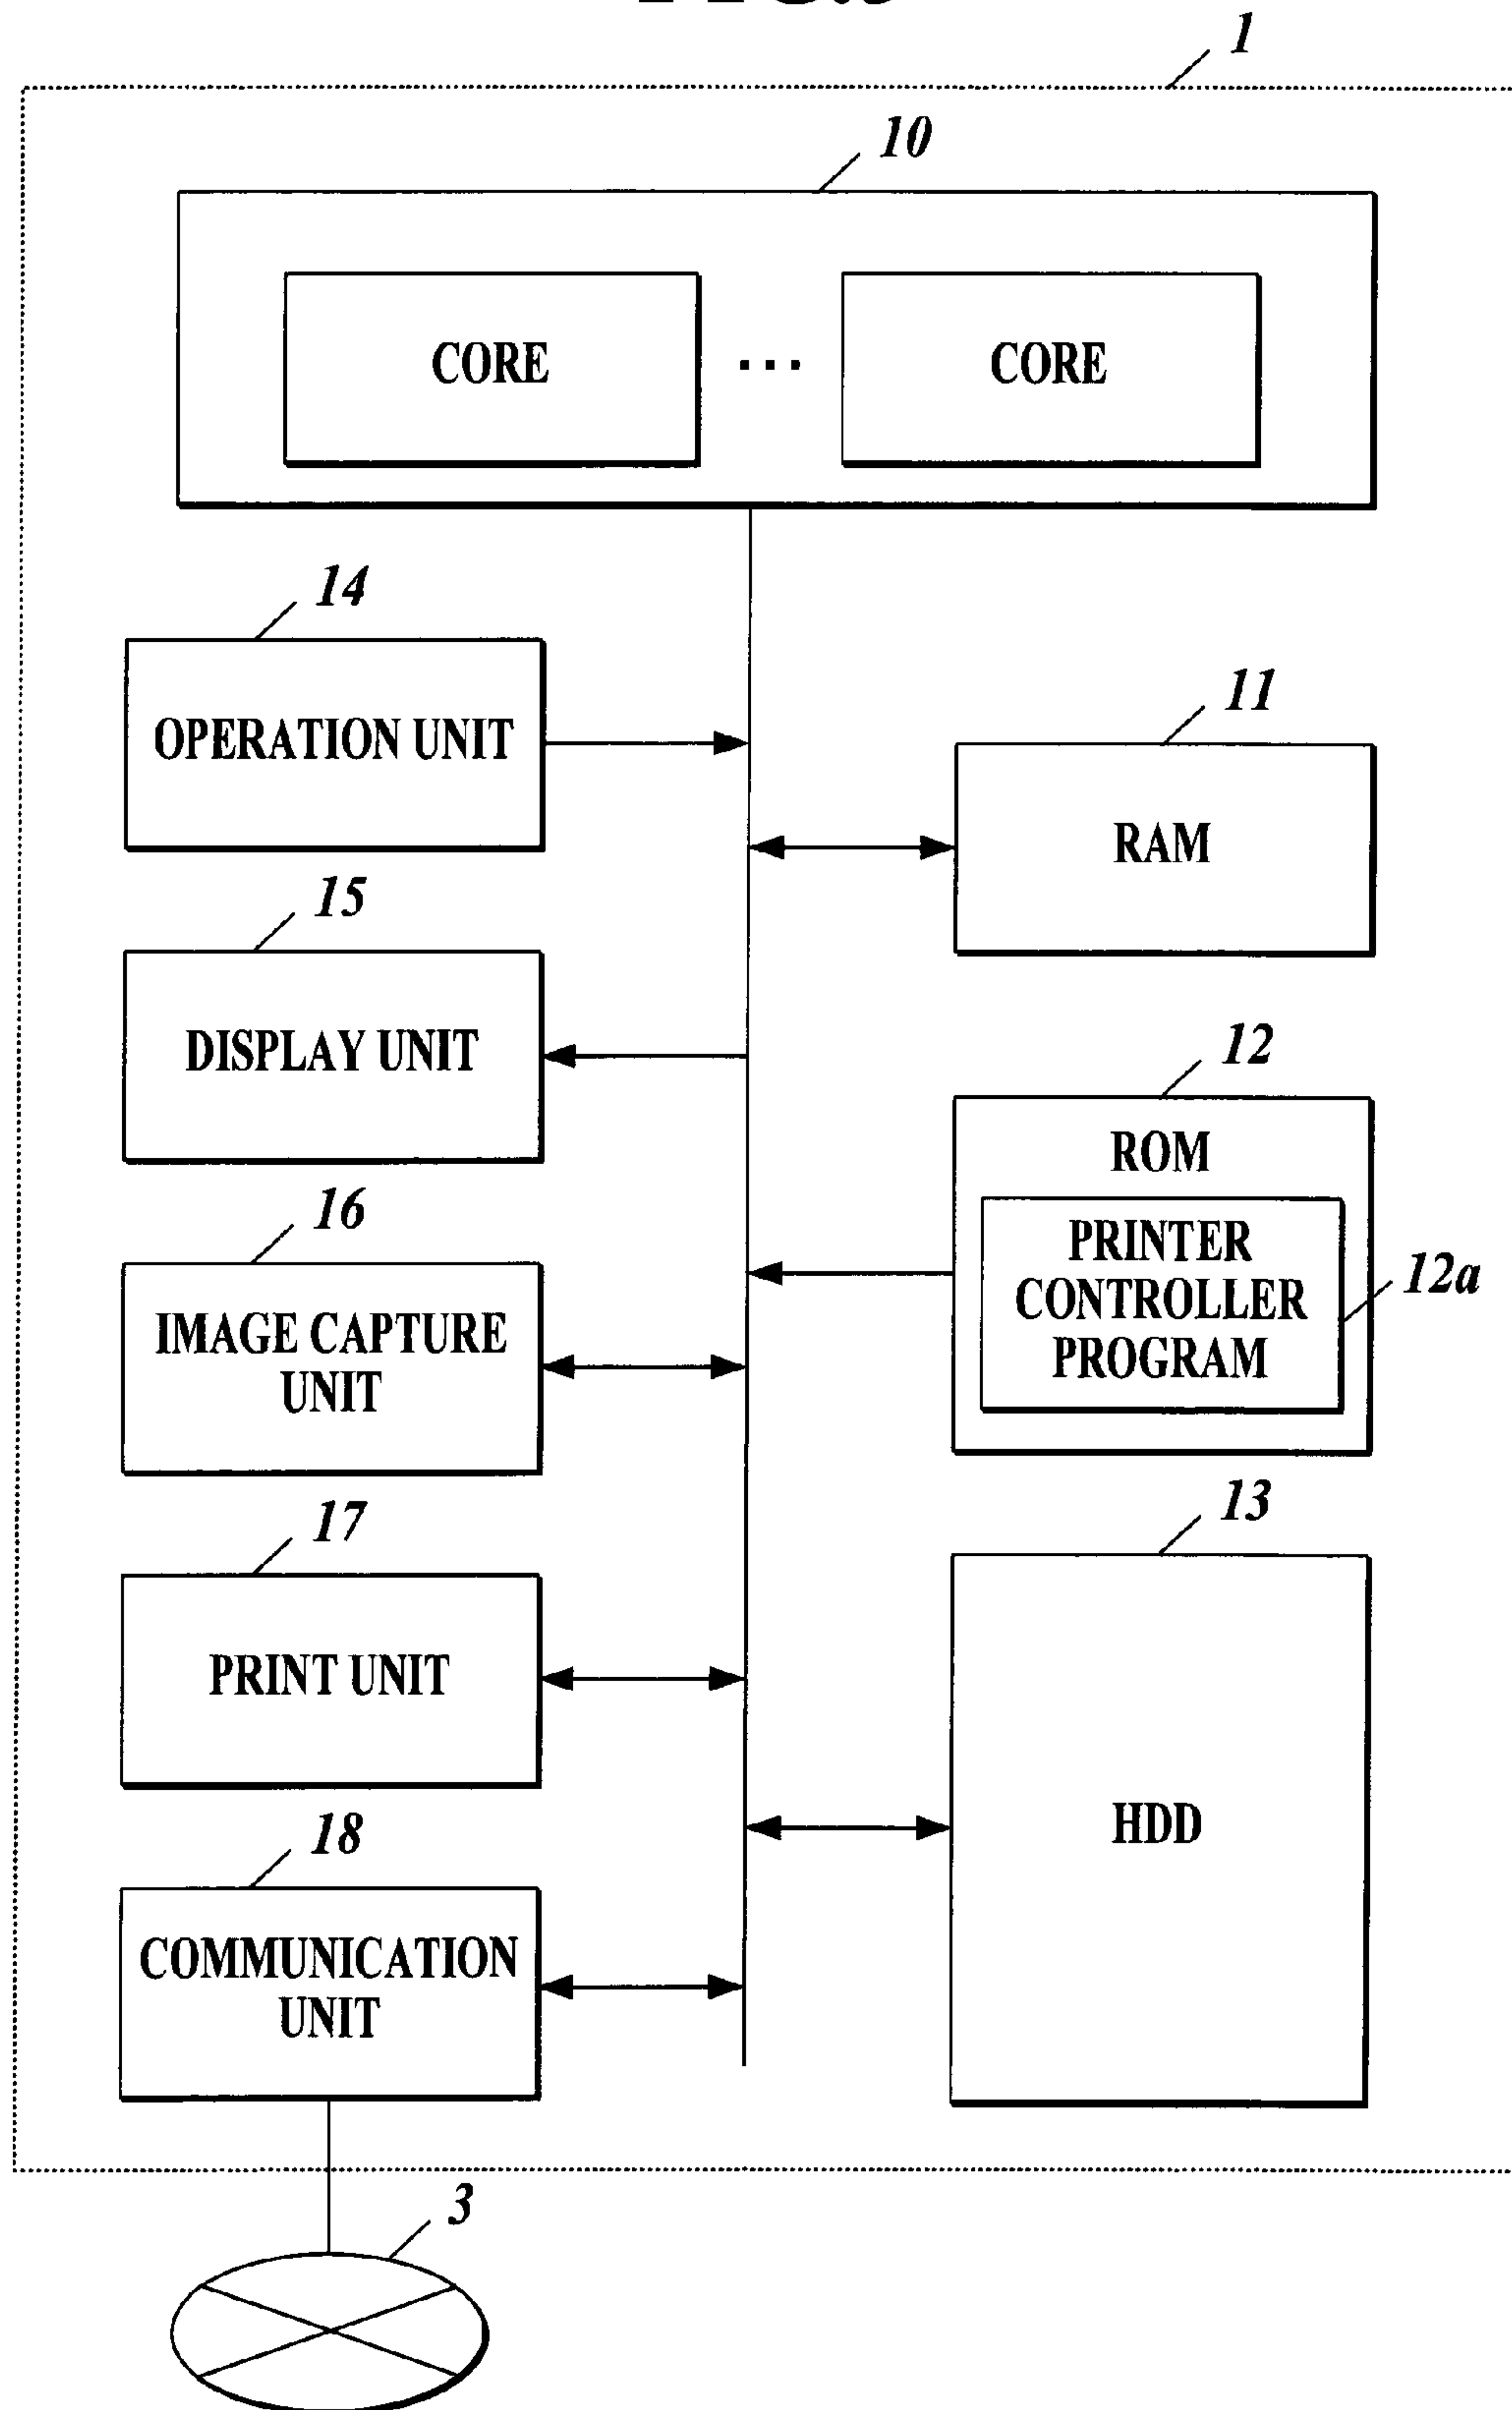 1
10
CORE ... CORE
14
OPERATION UNIT
11
RAM
15
DISPLAY UNIT
12
ROM
PRINTER
CONTROLLER
PROGRAM
12a
16
IMAGE CAPTURE
UNIT
13
HDD
17
PRINT UNIT
18
COMMUNICATION
UNIT
3